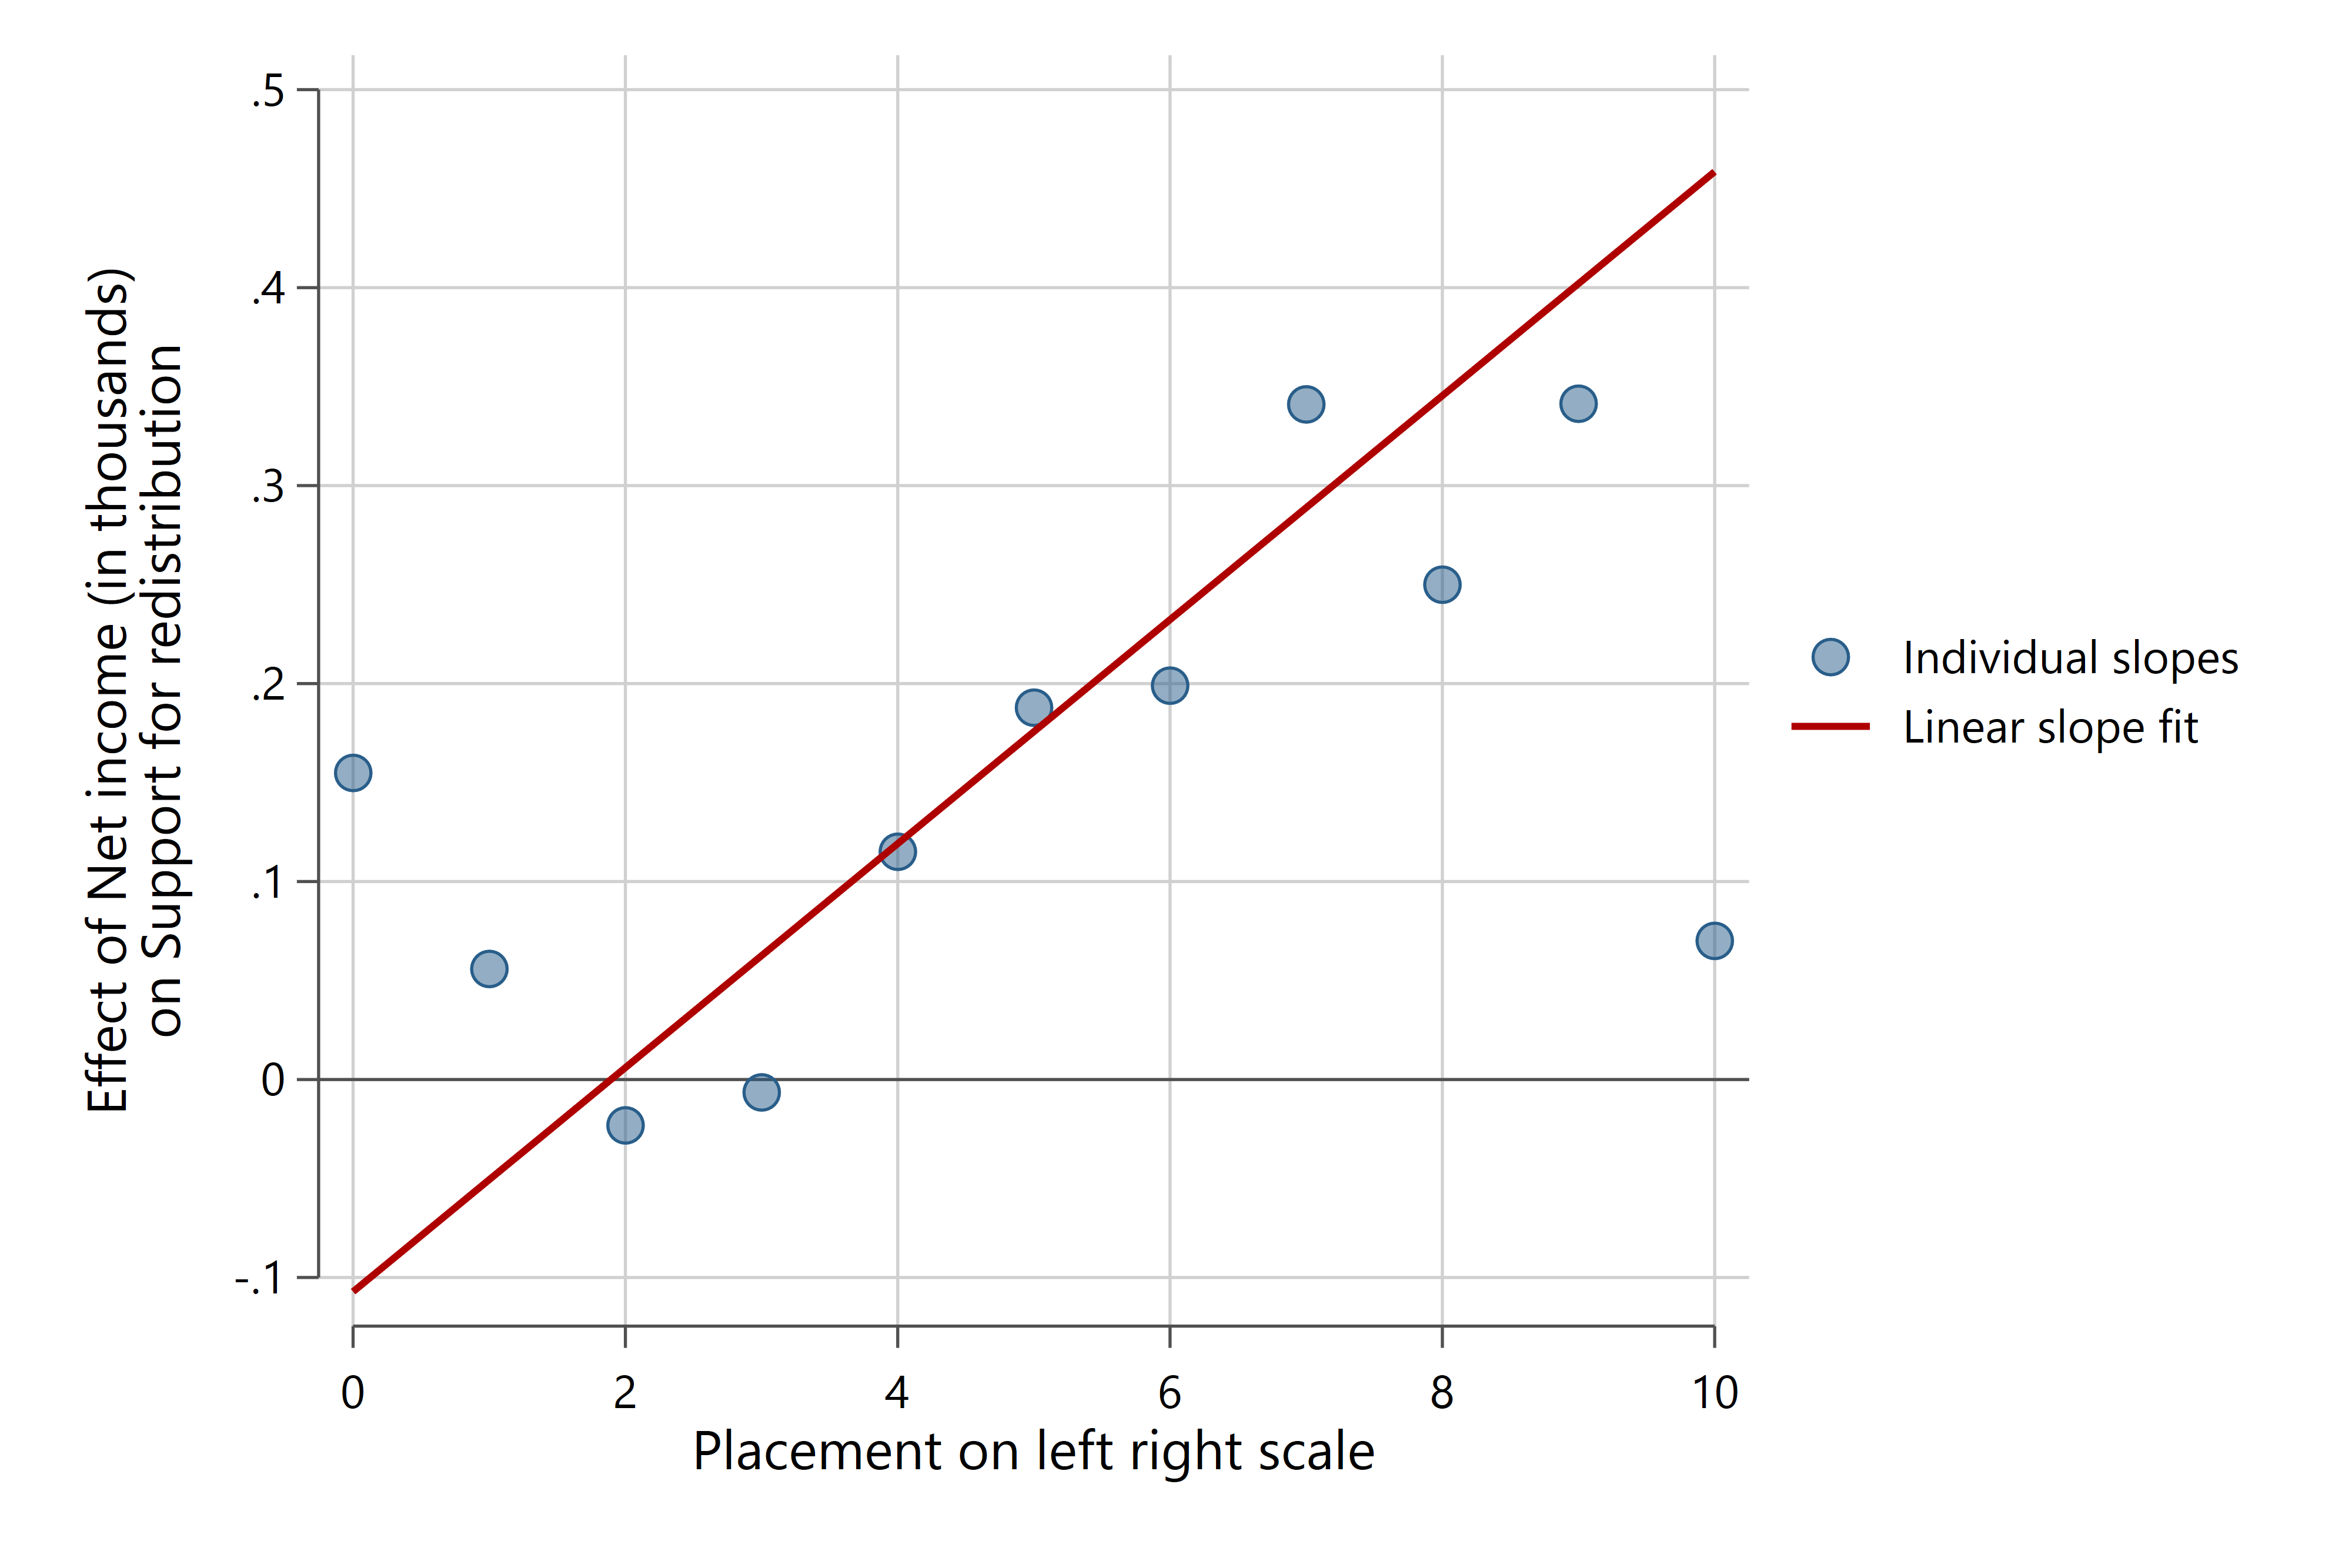 Effect of Net income (in thousands)
on Support for redistribution
.5
.4
.3
.2
.1
0
-.1
0 2 4 6 8 10
Placement on left right scale
Individual slopes
Linear slope fit